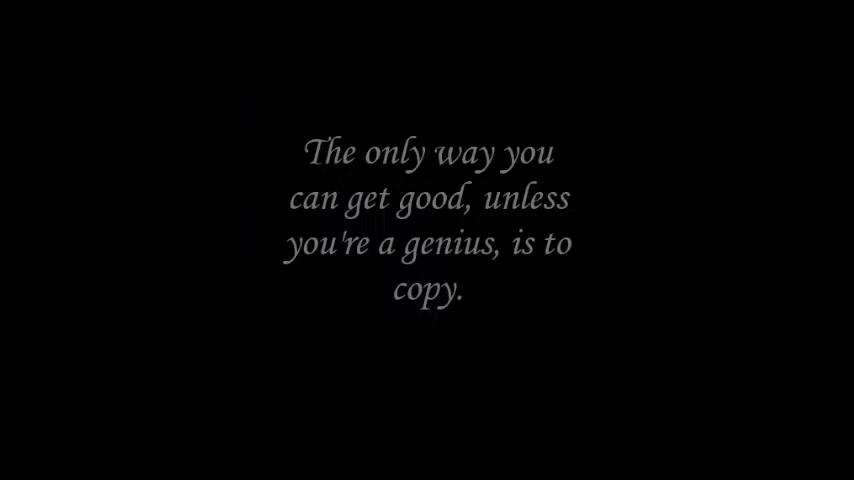 The only way you
can get good, unless
you're a genius, is to
copy.